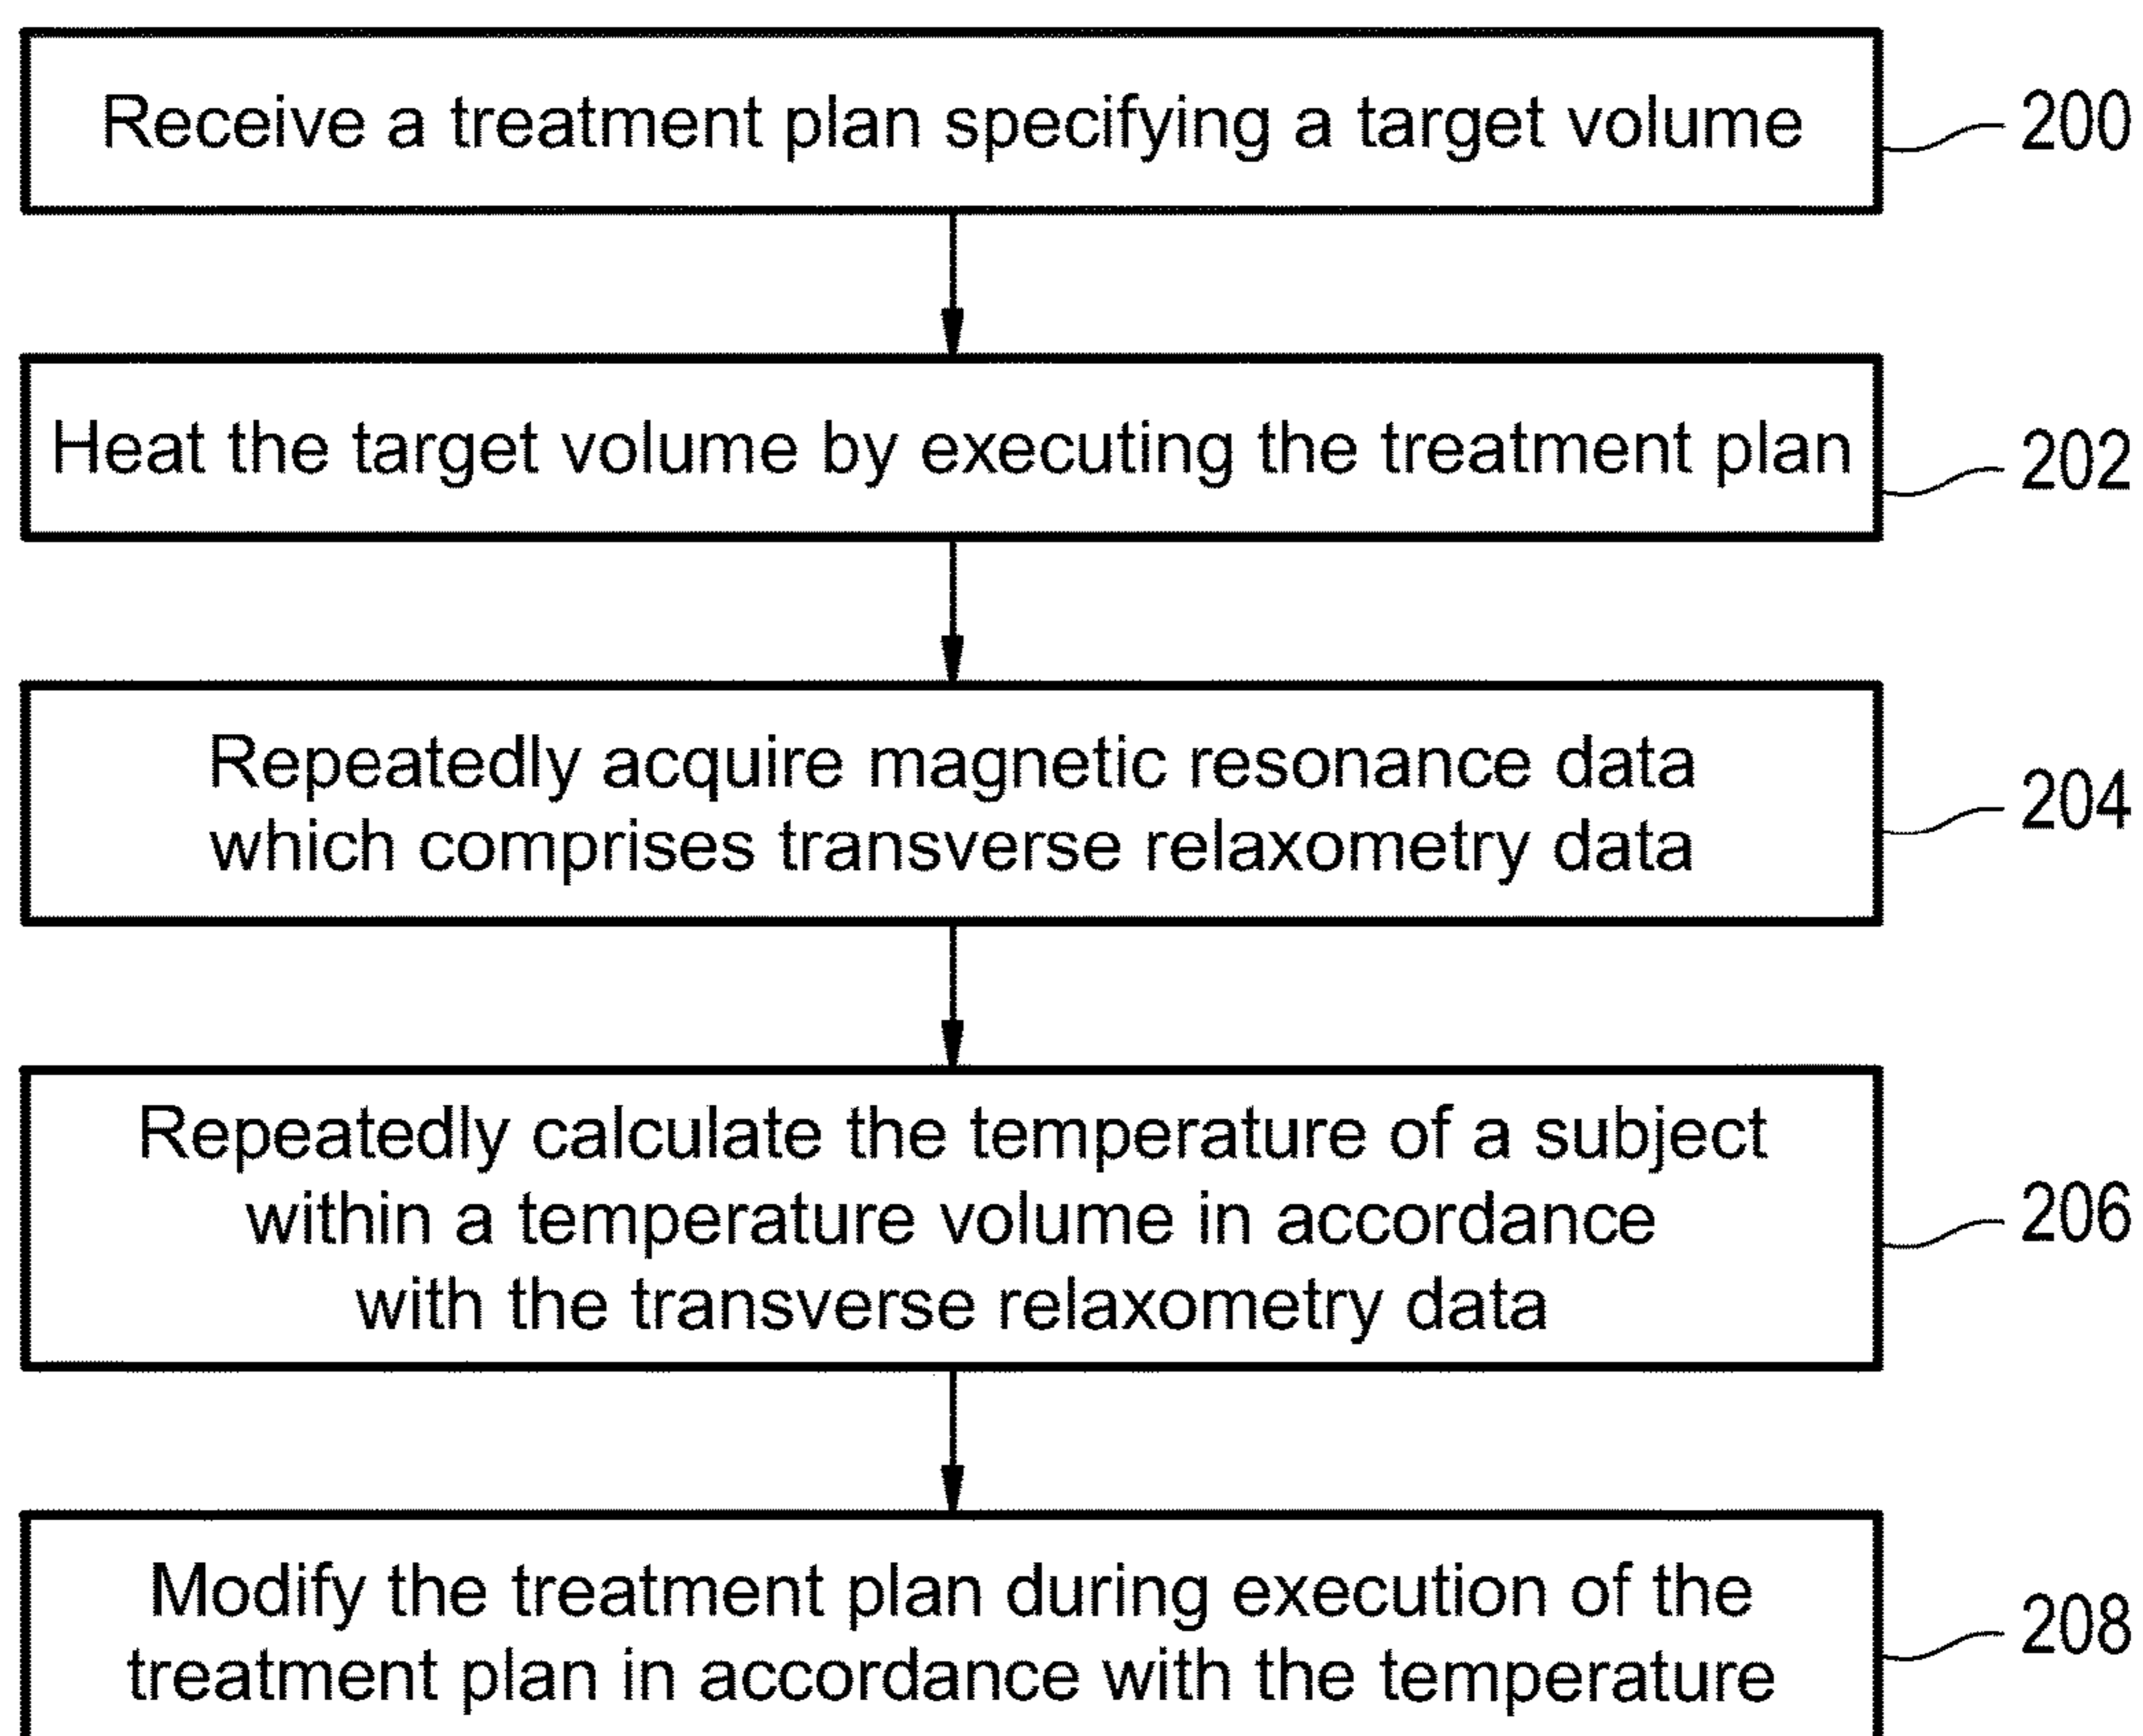 Receive a treatment plan specifying a target volume
200
Heat the target volume by executing the treatment plan
202
Repeatedly acquire magnetic resonance data
which comprises transverse relaxometry data
204
Repeatedly calculate the temperature of a subject
within a temperature volume in accordance
with the transverse relaxometry data
206
Modify the treatment plan during execution of the
treatment plan in accordance with the temperature
208